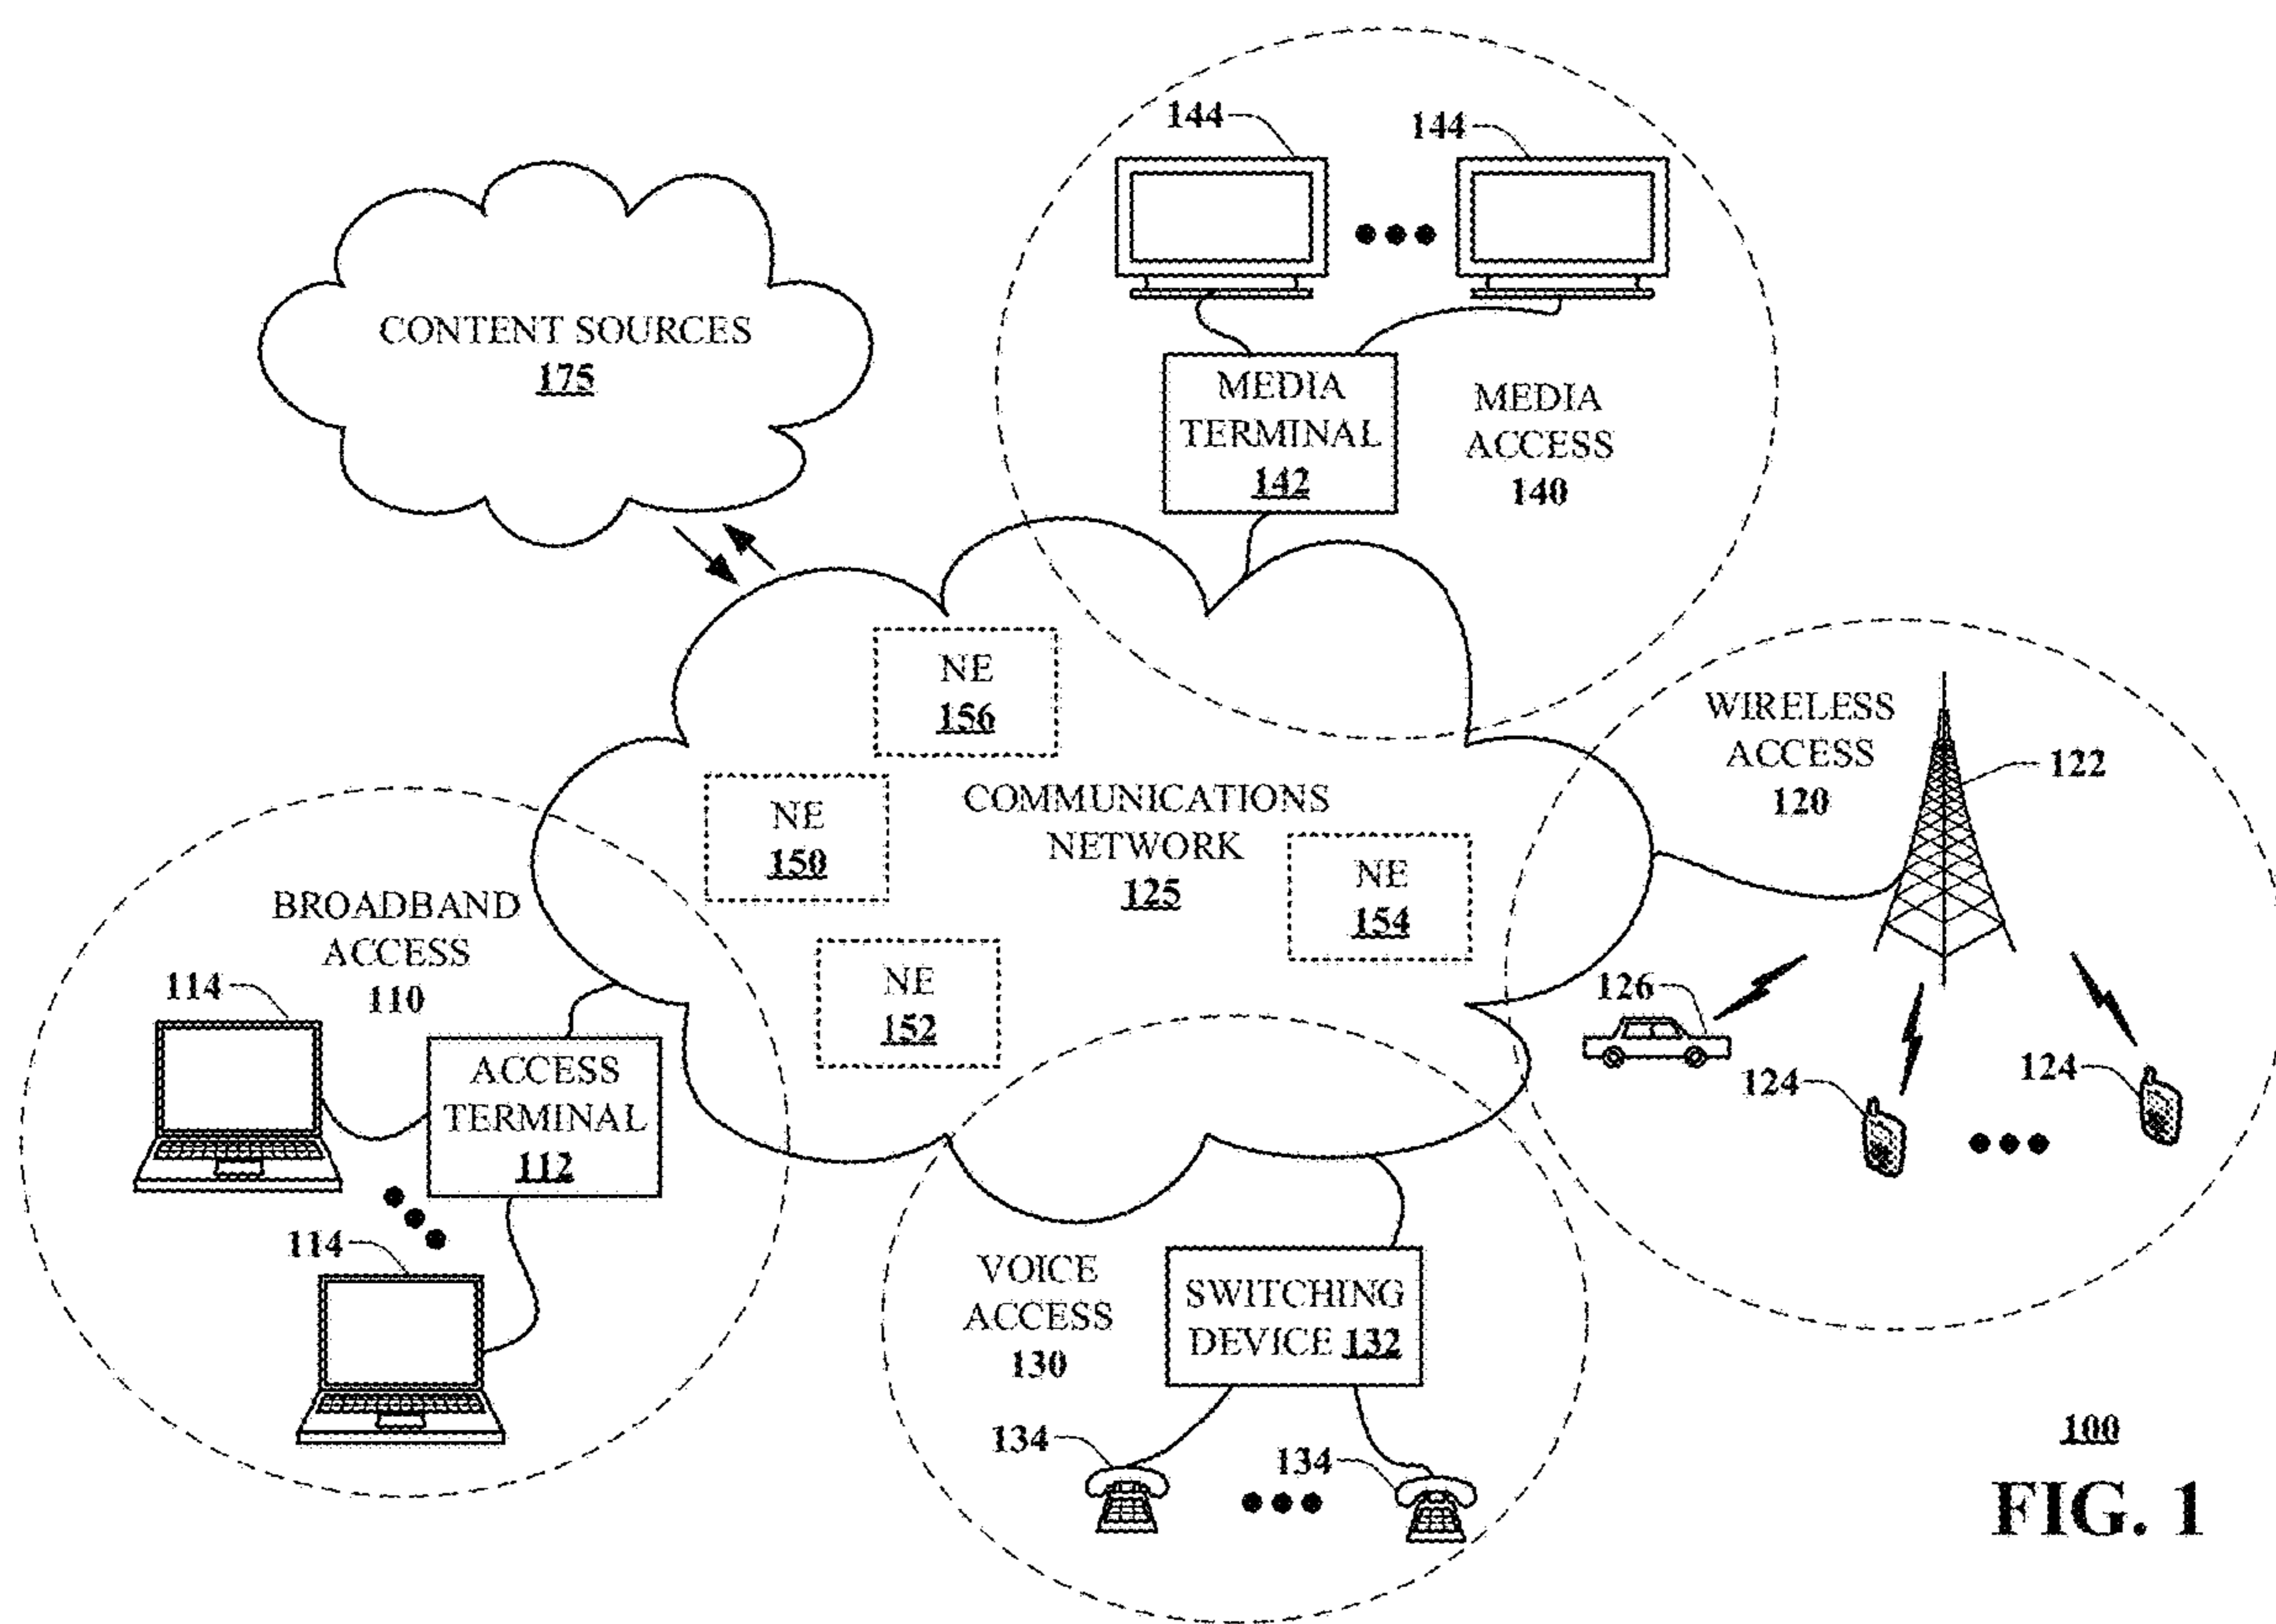 144
144
CONTENT SOURCES
175
MEDIA
TERMINAL
142
MEDIA
ACCESS
140
NE
156
WIRELESS
ACCESS
120
122
NE
150
COMMUNICATIONS
NETWORK
125
NE
154
BROADBAND
ACCESS
110
114
NE
152
126
124
124
ACCESS
TERMINAL
112
114
VOICE
ACCESS
130
SWITCHING
DEVICE 132
134
134
100
FIG. 1